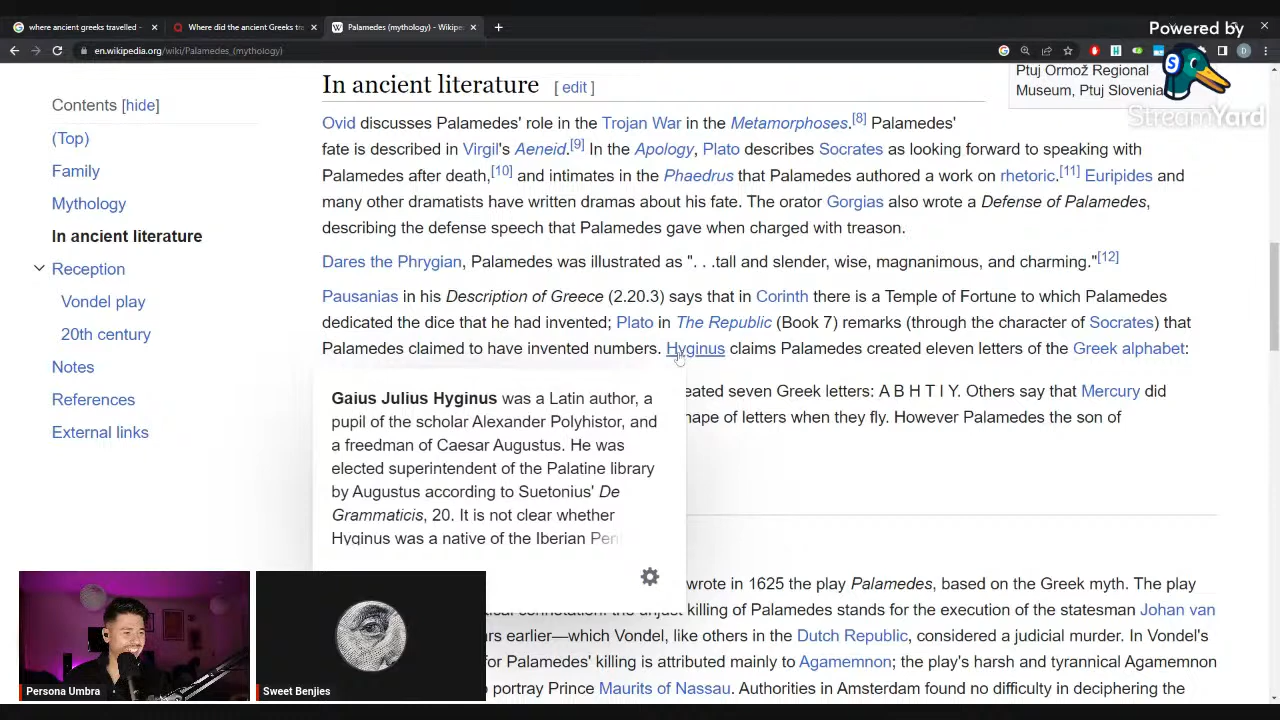 where ancient greeks travelled -
Where did the ancient Greeks tra
Palamedes (mythology) - Wikipe
en.wikipedia.org/wiki/Palamedes_(mythology)
Powered by
S
StreamYard
Ptuj Ormož Regional
Museum, Ptuj Slovenia
Contents [hide]
(Top)
Family
Mythology
In ancient literature
Reception
Vondel play
20th century
Notes
References
External links
In ancient literature [ edit ]
Ovid discusses Palamedes' role in the Trojan War in the Metamorphoses.[8] Palamedes'
fate is described in Virgil's Aeneid.[9] In the Apology, Plato describes Socrates as looking forward to speaking with
Palamedes after death,[10] and intimates in the Phaedrus that Palamedes authored a work on rhetoric.[11] Euripides and
many other dramatists have written dramas about his fate. The orator Gorgias also wrote a Defense of Palamedes,
describing the defense speech that Palamedes gave when charged with treason.
Dares the Phrygian, Palamedes was illustrated as ". . .tall and slender, wise, magnanimous, and charming."[12]
Pausanias in his Description of Greece (2.20.3) says that in Corinth there is a Temple of Fortune to which Palamedes
dedicated the dice that he had invented; Plato in The Republic (Book 7) remarks (through the character of Socrates) that
Palamedes claimed to have invented numbers. Hyginus claims Palamedes created eleven letters of the Greek alphabet:
eated seven Greek letters: A B H T I Y. Others say that Mercury did
hape of letters when they fly. However Palamedes the son of
Gaius Julius Hyginus was a Latin author, a
pupil of the scholar Alexander Polyhistor, and
a freedman of Caesar Augustus. He was
elected superintendent of the Palatine library
by Augustus according to Suetonius' De
Grammaticis, 20. It is not clear whether
Hyginus was a native of the Iberian Pen
wrote in 1625 the play Palamedes, based on the Greek myth. The play
killing of Palamedes stands for the execution of the statesman Johan van
rs earlier—which Vondel, like others in the Dutch Republic, considered a judicial murder. In Vondel's
for Palamedes' killing is attributed mainly to Agamemnon; the play's harsh and tyrannical Agamemnon
portray Prince Maurits of Nassau. Authorities in Amsterdam found no difficulty in deciphering the
Persona Umbra
Sweet Benjies